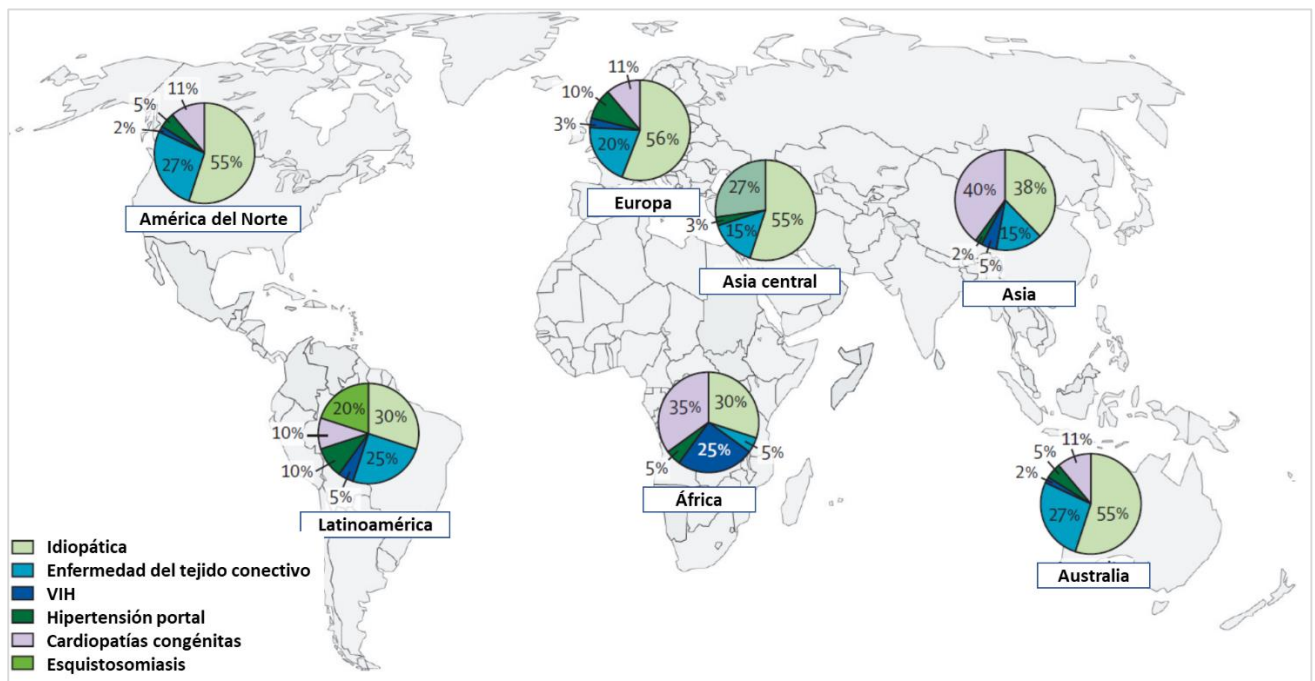 11%
5%
2%
27%
55%
América del Norte
11%
10%
3%
20%
56%
Europa
27%
3%
15%
55%
Asia central
40%
38%
2%
5%
15%
Asia
20%
30%
10%
10%
25%
5%
Latinoamérica
35%
30%
5%
25%
5%
África
11%
5%
2%
27%
55%
Australia
Idiopática
Enfermedad del tejido conectivo
VIH
Hipertensión portal
Cardiopatías congénitas
Esquistosomiasis